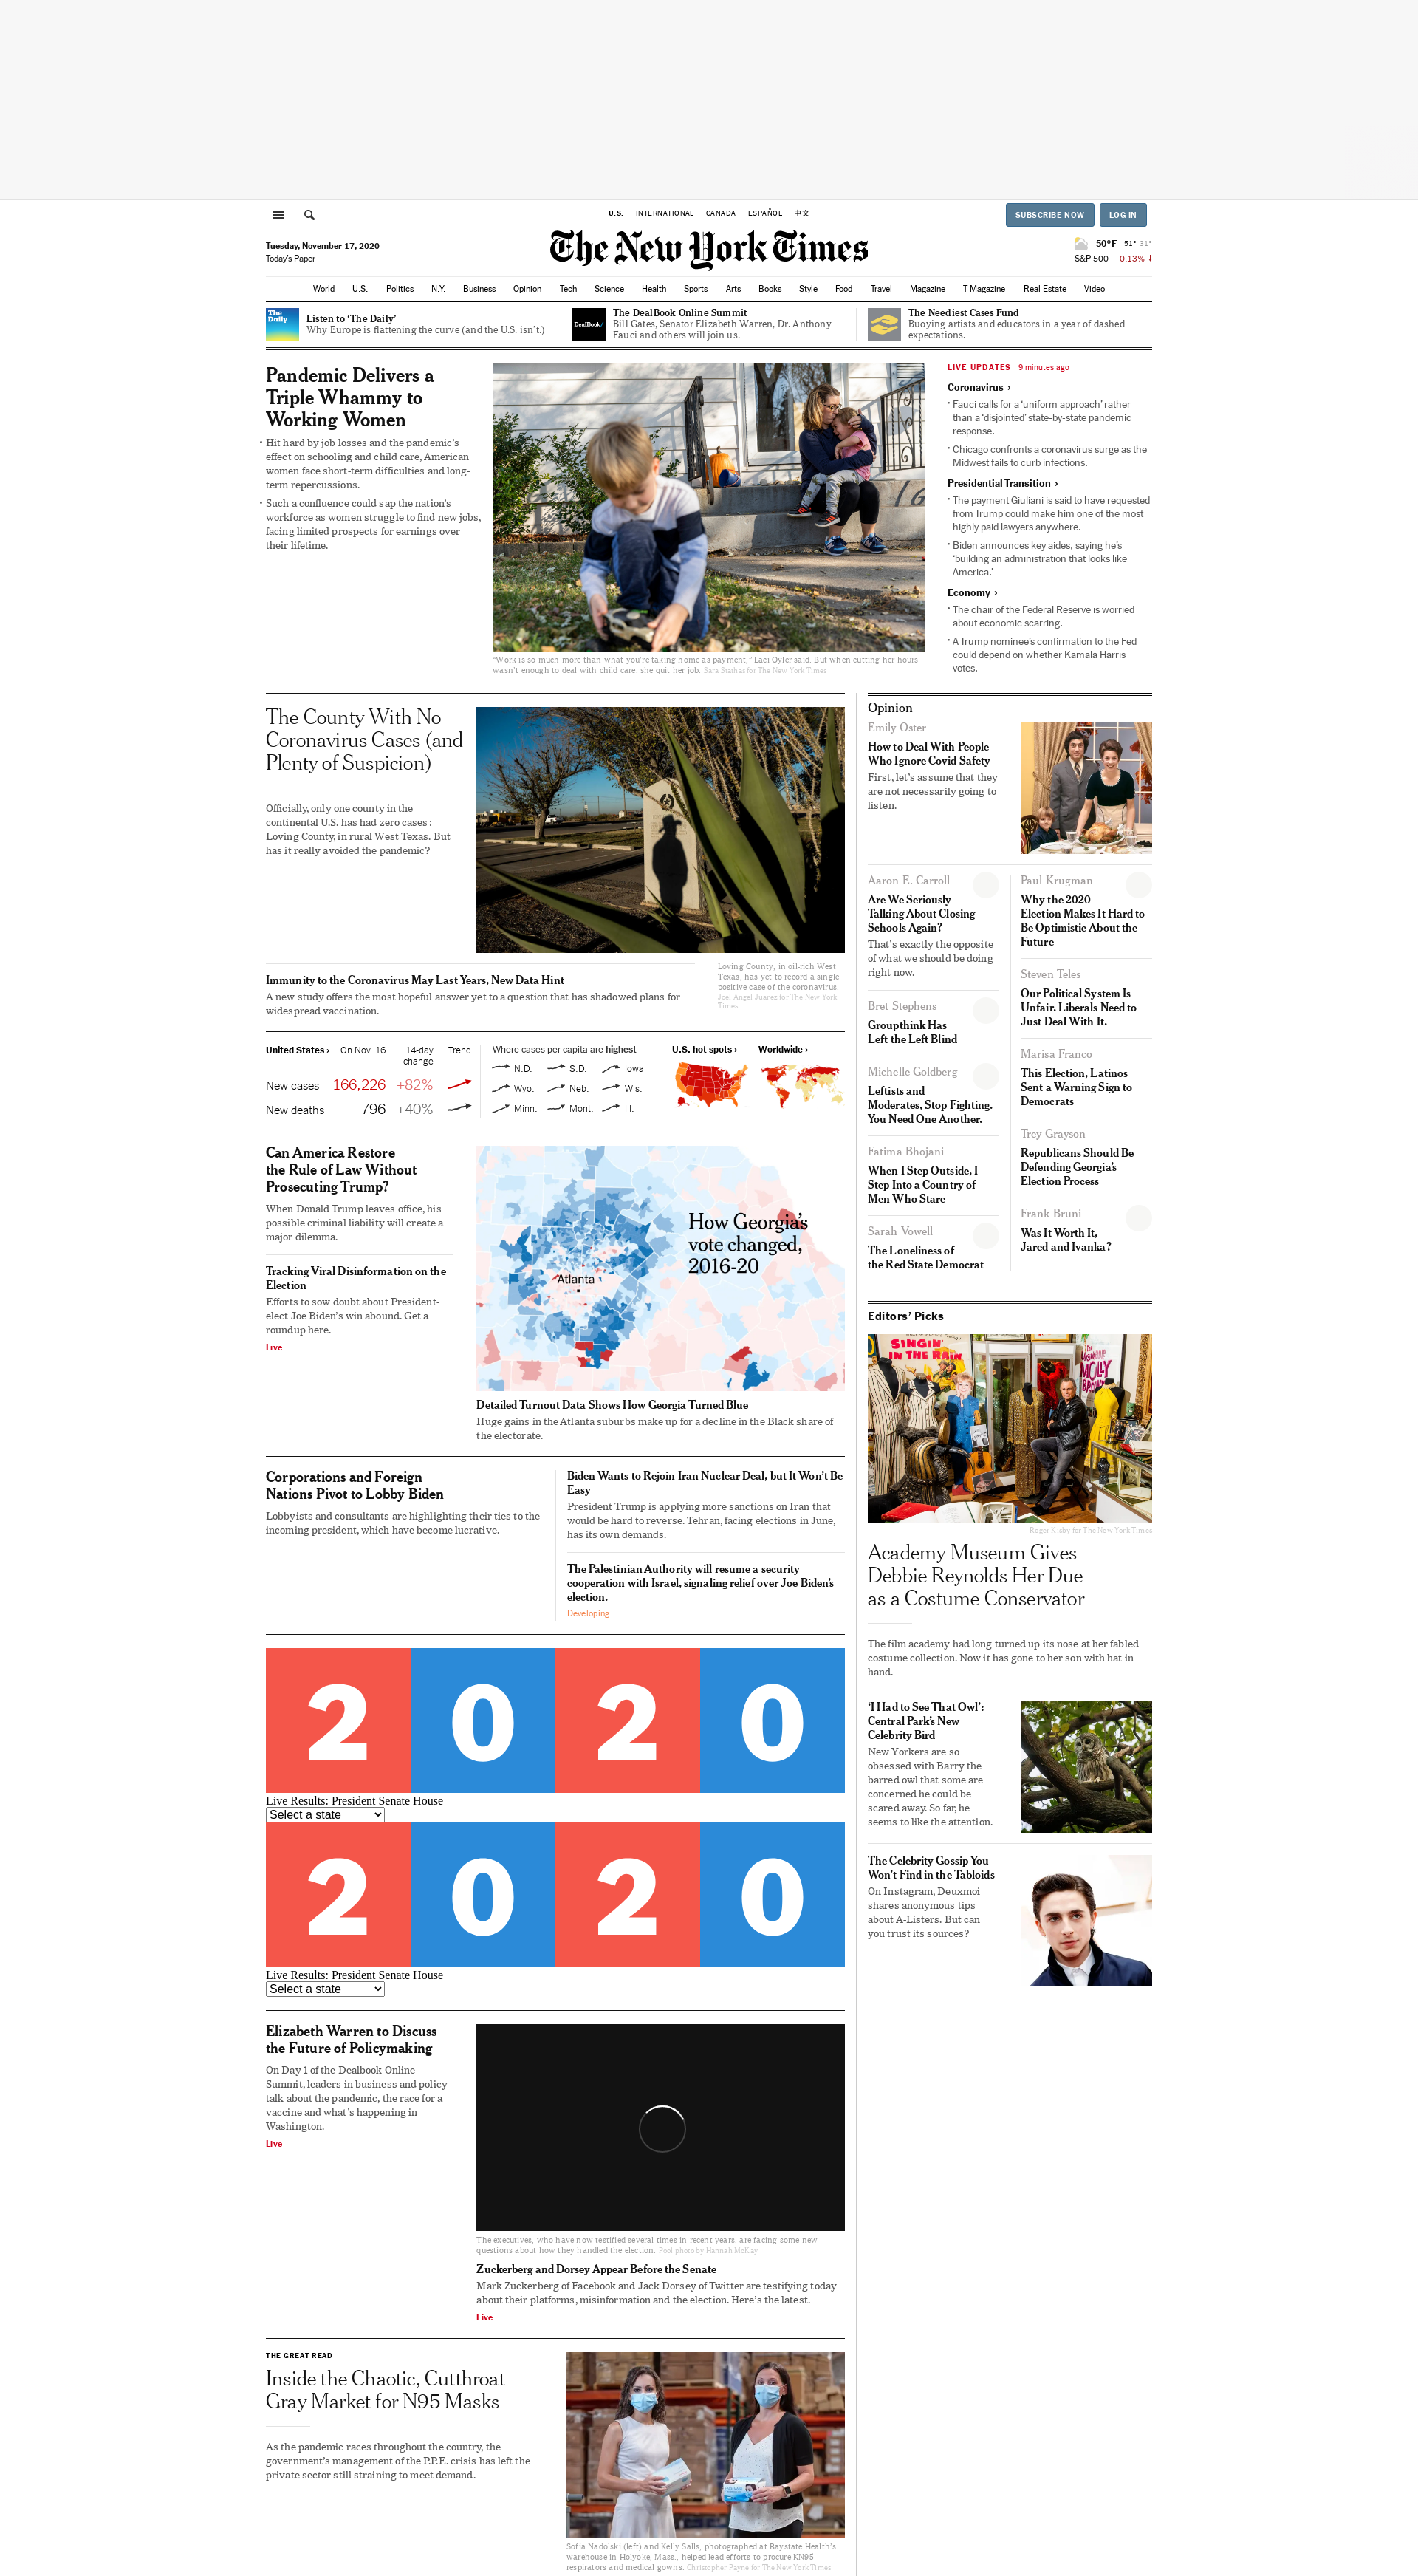 U.S. INTERNATIONAL CANADA ESPAÑOL 中文
SUBSCRIBE NOW LOG IN
Tuesday, November 17, 2020
Today's Paper
The New York Times
50°F 51° 31°
S&P 500 -0.13%
World U.S. Politics N.Y. Business Opinion Tech Science Health Sports Arts Books Style Food Travel Magazine T Magazine Real Estate Video
The
Daily
Listen to ‘The Daily’
Why Europe is flattening the curve (and the U.S. isn’t.)
DealBook/
The DealBook Online Summit
Bill Gates, Senator Elizabeth Warren, Dr. Anthony
Fauci and others will join us.
The Neediest Cases Fund
Buoying artists and educators in a year of dashed
expectations.
Pandemic Delivers a
Triple Whammy to
Working Women
Hit hard by job losses and the pandemic’s
effect on schooling and child care, American
women face short-term difficulties and long-
term repercussions.
Such a confluence could sap the nation’s
workforce as women struggle to find new jobs,
facing limited prospects for earnings over
their lifetime.
“Work is so much more than what you’re taking home as payment,” Laci Oyler said. But when cutting her hours
wasn’t enough to deal with child care, she quit her job. Sara Stathas for The New York Times
LIVE UPDATES 9 minutes ago
Coronavirus ›
Fauci calls for a ‘uniform approach’ rather
than a ‘disjointed’ state-by-state pandemic
response.
Chicago confronts a coronavirus surge as the
Midwest fails to curb infections.
Presidential Transition ›
The payment Giuliani is said to have requested
from Trump could make him one of the most
highly paid lawyers anywhere.
Biden announces key aides, saying he’s
‘building an administration that looks like
America.’
Economy ›
The chair of the Federal Reserve is worried
about economic scarring.
A Trump nominee’s confirmation to the Fed
could depend on whether Kamala Harris
votes.
The County With No
Coronavirus Cases (and
Plenty of Suspicion)
Officially, only one county in the
continental U.S. has had zero cases:
Loving County, in rural West Texas. But
has it really avoided the pandemic?
Loving County, in oil-rich West
Texas, has yet to record a single
positive case of the coronavirus.
Joel Angel Juarez for The New York
Times
Immunity to the Coronavirus May Last Years, New Data Hint
A new study offers the most hopeful answer yet to a question that has shadowed plans for
widespread vaccination.
United States › On Nov. 16 14-day
change Trend
New cases 166,226 +82%
New deaths 796 +40%
Where cases per capita are highest
N.D. S.D. Iowa
Wyo. Neb. Wis.
Minn. Mont. Ill.
U.S. hot spots › Worldwide ›
Can America Restore
the Rule of Law Without
Prosecuting Trump?
When Donald Trump leaves office, his
possible criminal liability will create a
major dilemma.
Tracking Viral Disinformation on the
Election
Efforts to sow doubt about President-
elect Joe Biden’s win abound. Get a
roundup here.
Live
How Georgia’s
vote changed,
2016-20
Atlanta
Detailed Turnout Data Shows How Georgia Turned Blue
Huge gains in the Atlanta suburbs make up for a decline in the Black share of
the electorate.
Corporations and Foreign
Nations Pivot to Lobby Biden
Lobbyists and consultants are highlighting their ties to the
incoming president, which have become lucrative.
Biden Wants to Rejoin Iran Nuclear Deal, but It Won’t Be
Easy
President Trump is applying more sanctions on Iran that
would be hard to reverse. Tehran, facing elections in June,
has its own demands.
The Palestinian Authority will resume a security
cooperation with Israel, signaling relief over Joe Biden’s
election.
Developing
2020
Live Results: President Senate House
Select a state
2020
Live Results: President Senate House
Select a state
Elizabeth Warren to Discuss
the Future of Policymaking
On Day 1 of the Dealbook Online
Summit, leaders in business and policy
talk about the pandemic, the race for a
vaccine and what’s happening in
Washington.
Live
The executives, who have now testified several times in recent years, are facing some new
questions about how they handled the election. Pool photo by Hannah McKay
Zuckerberg and Dorsey Appear Before the Senate
Mark Zuckerberg of Facebook and Jack Dorsey of Twitter are testifying today
about their platforms, misinformation and the election. Here’s the latest.
Live
THE GREAT READ
Inside the Chaotic, Cutthroat
Gray Market for N95 Masks
As the pandemic races throughout the country, the
government’s management of the P.P.E. crisis has left the
private sector still straining to meet demand.
Sofia Nadolski (left) and Kelly Salls, photographed at Baystate Health’s
warehouse in Holyoke, Mass., helped lead efforts to procure KN95
respirators and medical gowns. Christopher Payne for The New York Times
Opinion
Emily Oster
How to Deal With People
Who Ignore Covid Safety
First, let’s assume that they
are not necessarily going to
listen.
Aaron E. Carroll
Are We Seriously
Talking About Closing
Schools Again?
That’s exactly the opposite
of what we should be doing
right now.
Bret Stephens
Groupthink Has
Left the Left Blind
Michelle Goldberg
Leftists and
Moderates, Stop Fighting.
You Need One Another.
Fatima Bhojani
When I Step Outside, I
Step Into a Country of
Men Who Stare
Sarah Vowell
The Loneliness of
the Red State Democrat
Paul Krugman
Why the 2020
Election Makes It Hard to
Be Optimistic About the
Future
Steven Teles
Our Political System Is
Unfair. Liberals Need to
Just Deal With It.
Marisa Franco
This Election, Latinos
Sent a Warning Sign to
Democrats
Trey Grayson
Republicans Should Be
Defending Georgia’s
Election Process
Frank Bruni
Was It Worth It,
Jared and Ivanka?
Editors’ Picks
SINGIN’
IN THE RAIN
MOLLY
BROWN
Roger Kisby for The New York Times
Academy Museum Gives
Debbie Reynolds Her Due
as a Costume Conservator
The film academy had long turned up its nose at her fabled
costume collection. Now it has gone to her son with hat in
hand.
‘I Had to See That Owl’:
Central Park’s New
Celebrity Bird
New Yorkers are so
obsessed with Barry the
barred owl that some are
concerned he could be
scared away. So far, he
seems to like the attention.
The Celebrity Gossip You
Won’t Find in the Tabloids
On Instagram, Deuxmoi
shares anonymous tips
about A-Listers. But can
you trust its sources?